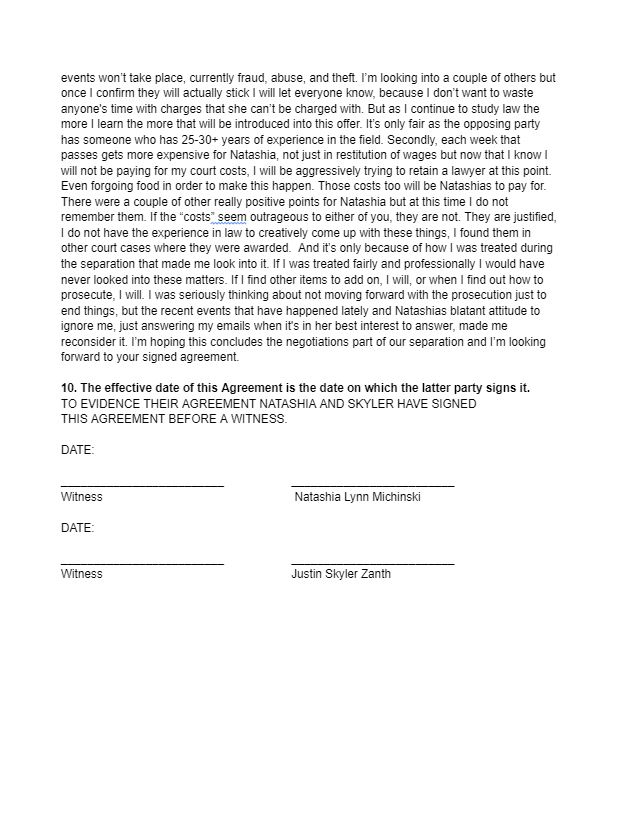 events won’t take place, currently fraud, abuse, and theft. I’m looking into a couple of others but
once I confirm they will actually stick I will let everyone know, because I don’t want to waste
anyone's time with charges that she can’t be charged with. But as I continue to study law the
more I learn the more that will be introduced into this offer. It’s only fair as the opposing party
has someone who has 25-30+ years of experience in the field. Secondly, each week that
passes gets more expensive for Natashia, not just in restitution of wages but now that I know I
will not be paying for my court costs, I will be aggressively trying to retain a lawyer at this point.
Even forgoing food in order to make this happen. Those costs too will be Natashias to pay for.
There were a couple of other really positive points for Natashia but at this time I do not
remember them. If the “costs” seem outrageous to either of you, they are not. They are justified,
I do not have the experience in law to creatively come up with these things, I found them in
other court cases where they were awarded.  And it’s only because of how I was treated during
the separation that made me look into it. If I was treated fairly and professionally I would have
never looked into these matters. If I find other items to add on, I will, or when I find out how to
prosecute, I will. I was seriously thinking about not moving forward with the prosecution just to
end things, but the recent events that have happened lately and Natashias blatant attitude to
ignore me, just answering my emails when it's in her best interest to answer, made me
reconsider it. I’m hoping this concludes the negotiations part of our separation and I’m looking
forward to your signed agreement.
10. The effective date of this Agreement is the date on which the latter party signs it.
TO EVIDENCE THEIR AGREEMENT NATASHIA AND SKYLER HAVE SIGNED
THIS AGREEMENT BEFORE A WITNESS.
DATE:
Witness Natashia Lynn Michinski
DATE:
Witness Justin Skyler Zanth